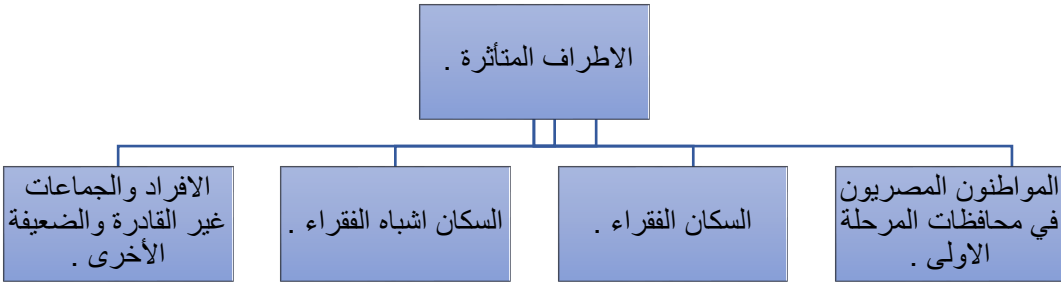 الاطراف المتأثرة .
المواطنون المصريون
في محافظات المرحلة
الاولى .
السكان الفقراء .
السكان اشباه الفقراء .
الافراد والجماعات
غير القادرة والضعيفة
الأخرى .